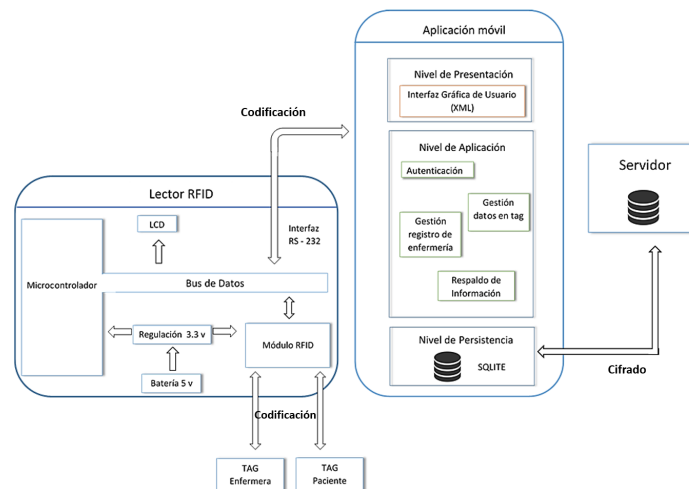 Aplicación móvil
Nivel de Presentación
Interfaz Gráfica de Usuario
(XML)
Codificación
Nivel de Aplicación
Autenticación
Gestión
datos en tag
Gestión
registro de
enfermería
Respaldo de
Información
Nivel de Persistencia
SQLITE
Servidor
Cifrado
Lector RFID
LCD
Interfaz
RS - 232
Microcontrolador
Bus de Datos
Regulación 3.3 v
Módulo RFID
Batería 5 v
Codificación
TAG
Enfermera
TAG
Paciente